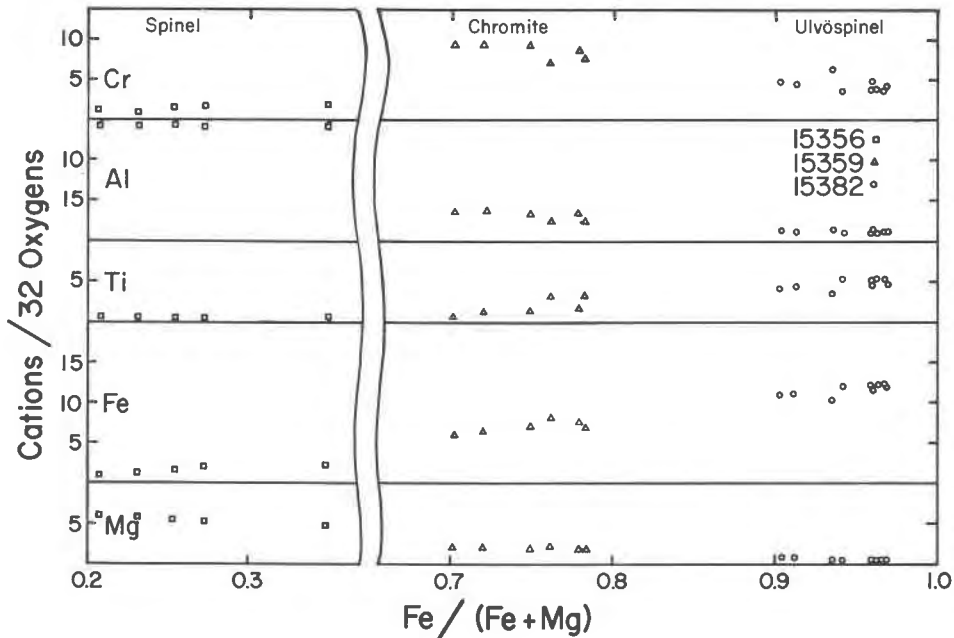 Spinel
Chromite
Ulvöspinel
10
5
Cr
15356
15359
15382
10
15
Al
5
Ti
15
10
5
Fe
5
Mg
0.2
0.3
0.7
0.8
0.9
1.0
Cations / 32 Oxygens
Fe / (Fe + Mg)